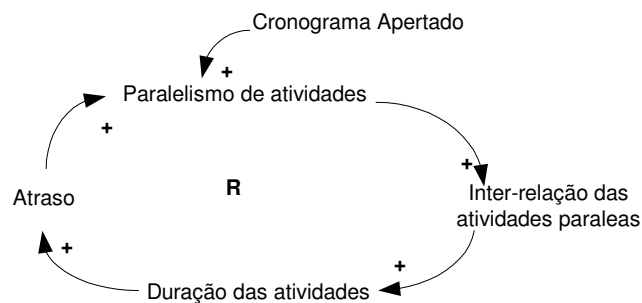 Cronograma Apertado
+
Paralelismo de atividades
+
+
Atraso
R
Inter-relação das
atividades paraleas
+
+
Duração das atividades